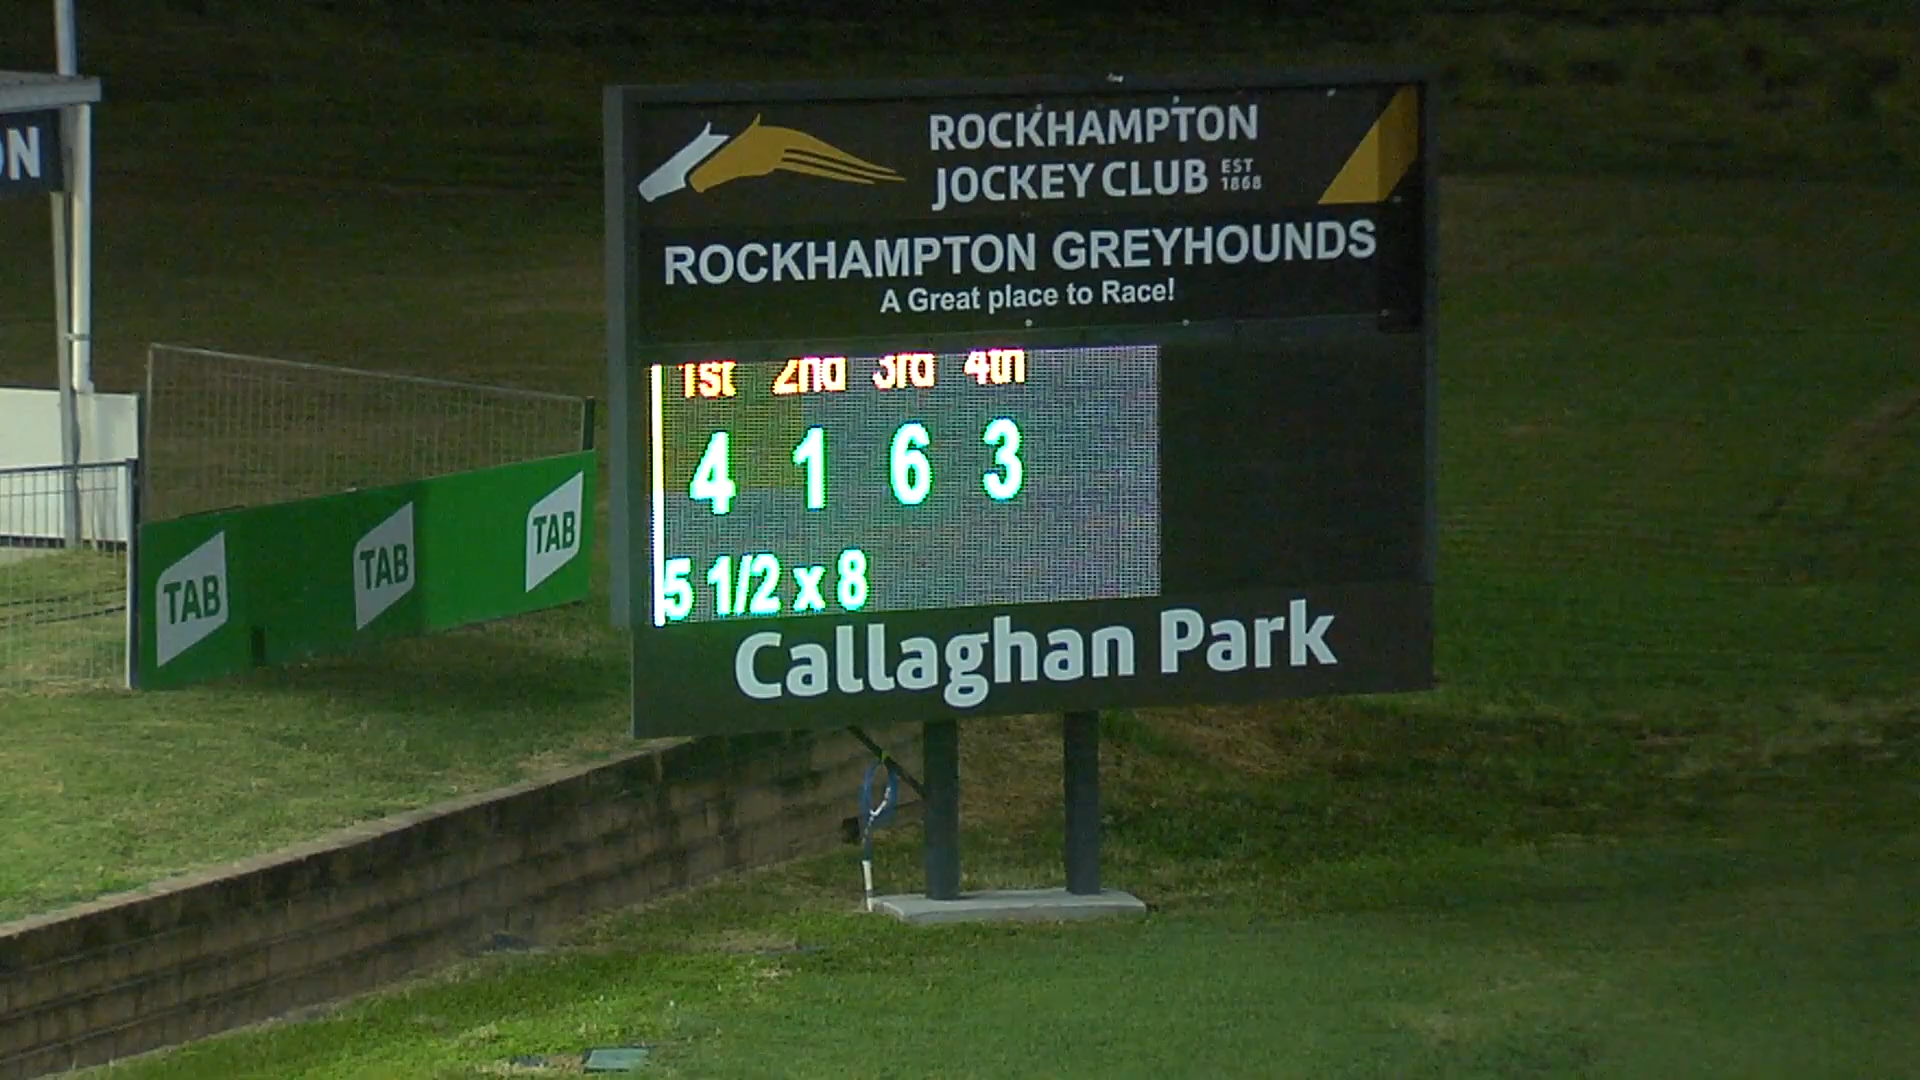 ON
ROCKHAMPTON
JOCKEY CLUB EST 1868
ROCKHAMPTON GREYHOUNDS
A Great place to Race!
1st 2nd 3rd 4th
4 1 6 3
5 1/2 x 8
Callaghan Park
TAB
TAB
TAB